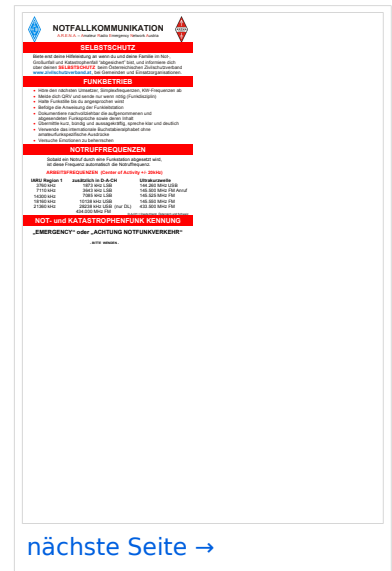 NOTFALLKOMMUNIKATION
A.R.E.N.A. - Amateur Radio Emergency Network Austria
SELBSTSCHUTZ
Biete erst deine Hilfeleistung an wenn du und deine Familie im Not-,
Großunfall und Katastrophenfall "abgesichert" bist, und informiere dich
über deinen SELBSTSCHUTZ beim Österreichischen Zivilschutzverband
www.zivilschutzverband.at, bei Gemeinden und Einsatzorganisationen
FUNKBETRIEB
• Höre den nächsten Umsetzer, Simplexfrequenzen, KW-Frequenzen ab
• Melde dich QRV und sende nur wenn nötig (Funkdisziplin)
• Halte Funkstille bis du angesprochen wirst
• Befolge die Anweisung der Funkleitstation
• Dokumentiere nachvollziehbar die aufgenommenen und
abgesendeten Funksprüche sowie deren Inhalt
• Übermittle kurz, bündig und aussagekräftig, spreche klar und deutlich
• Verwende das internationale Buchstabieralphabet ohne
amateurfunkspezifische Ausdrücke
• Versuche Emotionen zu beherrschen
NOTRUFFREQUENZEN
Sobald ein Notruf durch eine Funkstation abgesetzt wird,
ist diese Frequenz automatisch die Notruffrequenz.
ARBEITSFREQUENZEN (Center of Activity +/- 20kHz)
IARU Region 1 zusätzlich in D-A-CH Ultrakurzwelle
3760 kHz 1873 kHz LSB 144.260 MHz USB
7110 kHz 3643 kHz LSB 145.500 MHz FM Anruf
14300 kHz 7085 kHz LSB 145.525 MHz FM
18160 kHz 10138 kHz USB 145.550 MHz FM
21360 kHz 28238 kHz USB (nur DL) 433.500 MHz FM
434.000 MHz FM
NOT- und KATASTROPHENFUNK KENNUNG
„EMERGENCY“ oder „ACHTUNG NOTFUNKVERKEHR“
- BITTE WENDEN -
nächste Seite →